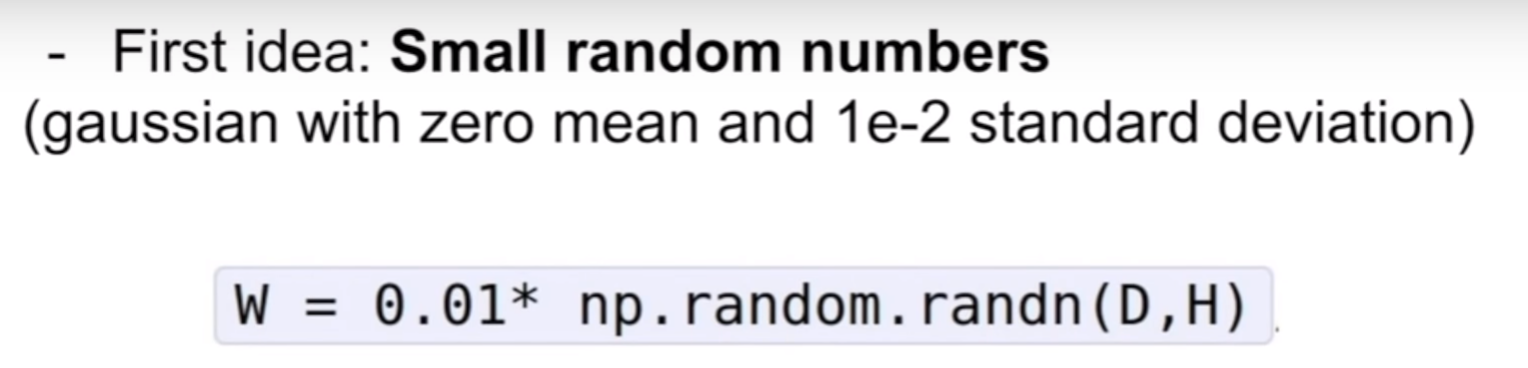 - First idea: Small random numbers
(gaussian with zero mean and 1e-2 standard deviation)
W = 0.01* np.random.randn(D,H)